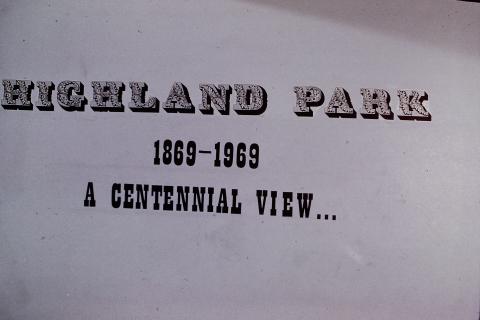 HIGHLAND PARK
1869-1969
A CENTENNIAL VIEW...